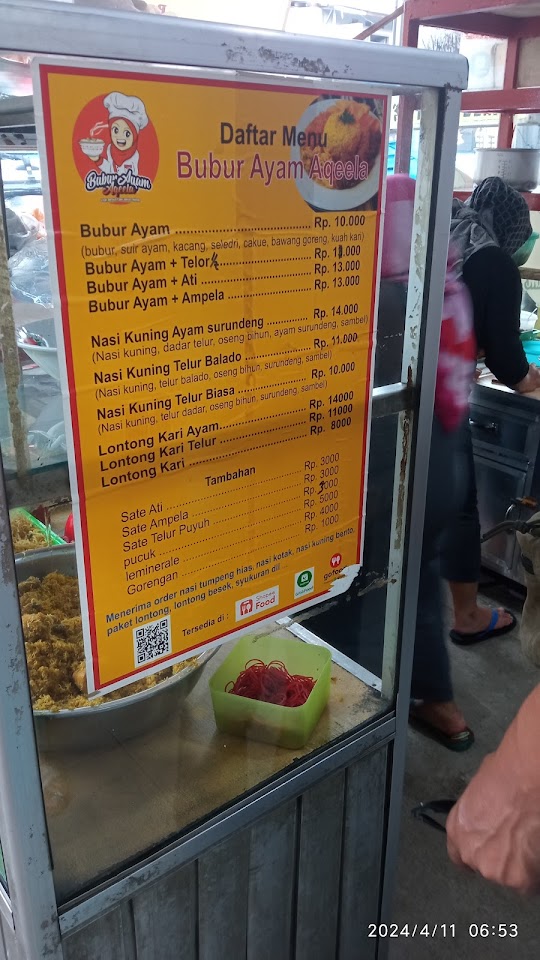 Bubur Ayam
Aqeela
Daftar Menu
Bubur Ayam Aqeela
Bubur Ayam ........ Rp. 10.000
(bubur, suir ayam, kacang, seledri, cakue, bawang goreng, kuah kari)
Bubur Ayam + Telor ........ Rp. 13.000
Bubur Ayam + Ati ........ Rp. 13.000
Bubur Ayam + Ampela ........ Rp. 13.000
Nasi Kuning Ayam surundeng ........ Rp. 14.000
(Nasi kuning, dadar telur, oseng bihun, ayam surundeng, sambel)
Nasi Kuning Telur Balado ........ Rp. 11.000
(Nasi kuning, telur balado, oseng bihun, surundeng, sambel)
Nasi Kuning Telur Biasa ........ Rp. 10.000
(Nasi kuning, telur dadar, oseng bihun, surundeng, sambel)
Lontong Kari Ayam........ Rp. 14000
Lontong Kari Telur ........ Rp. 11000
Lontong Kari ........ Rp. 8000
Tambahan
Sate Ati ........ Rp. 3000
Sate Ampela ........ Rp. 3000
Sate Telur Puyuh ........ Rp. 3000
pucuk ........ Rp. 5000
leminerale ........ Rp. 4000
Gorengan ........ Rp. 1000
Menerima order nasi tumpeng hias, nasi kotak, nasi kuning bento,
paket lontong, lontong besek, syukuran dll ...
Tersedia di :
Shopee
Food
gofood
2024/4/11 06:53